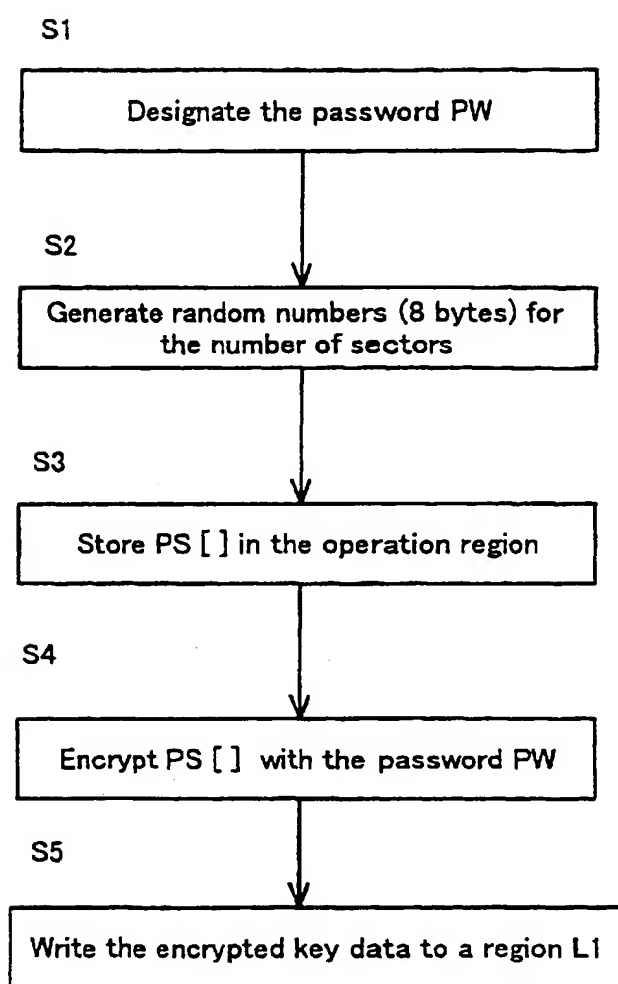 S1
Designate the password PW
S2
Generate random numbers (8 bytes) for
the number of sectors
S3
Store PS [ ] in the operation region
S4
Encrypt PS [ ] with the password PW
S5
Write the encrypted key data to a region L1